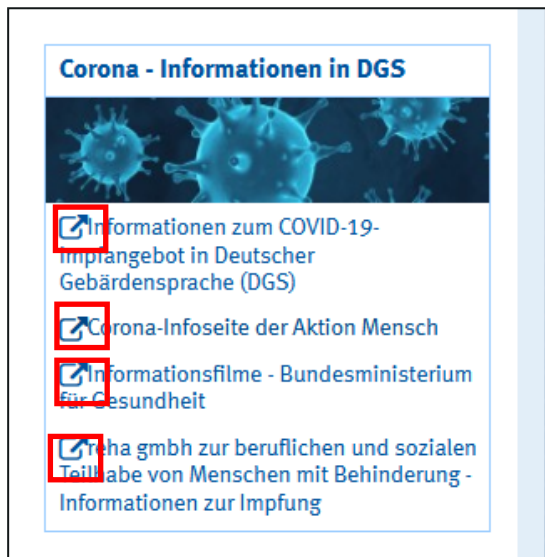 Corona - Informationen in DGS
Informationen zum COVID-19-
Impfangebot in Deutscher
Gebärdensprache (DGS)
Corona-Infoseite der Aktion Mensch
Informationsfilme - Bundesministerium
für Gesundheit
reha gmbh zur beruflichen und sozialen
Teilhabe von Menschen mit Behinderung -
Informationen zur Impfung